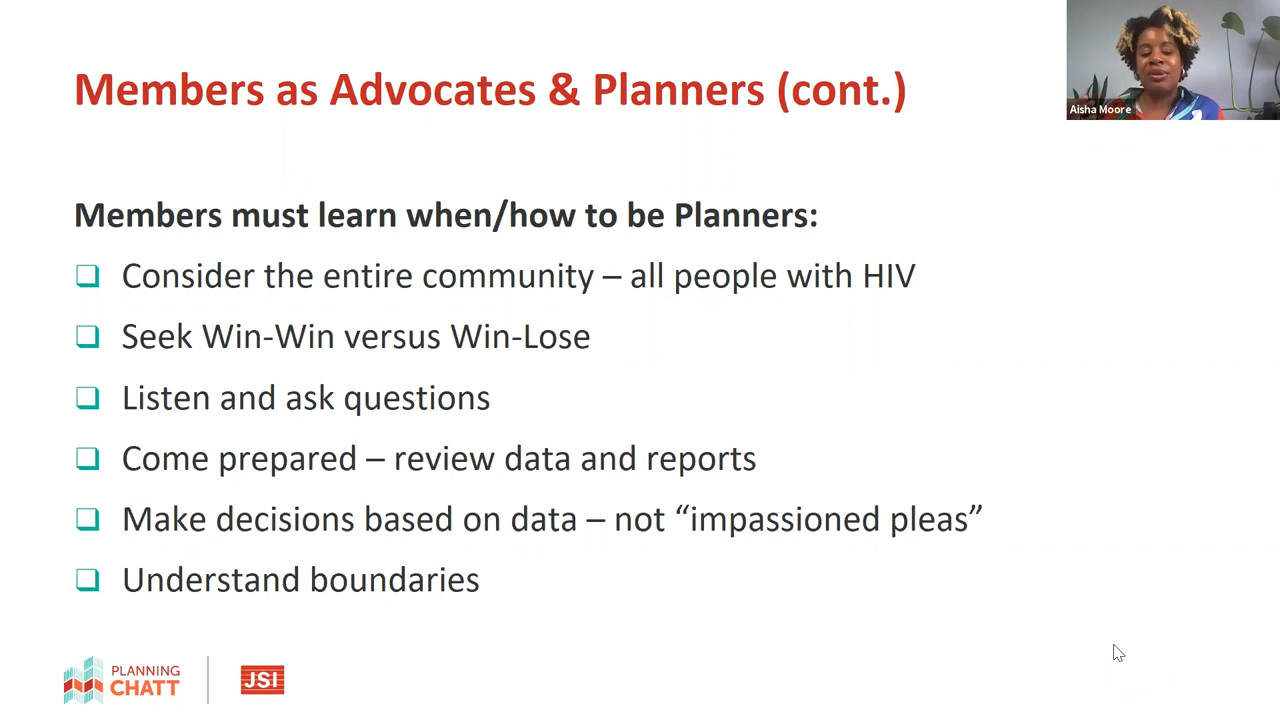 Members as Advocates & Planners (cont.)
Aisha Moore
Members must learn when/how to be Planners:
Consider the entire community – all people with HIV
Seek Win-Win versus Win-Lose
Listen and ask questions
Come prepared – review data and reports
Make decisions based on data – not “impassioned pleas”
Understand boundaries
PLANNING
CHATT
JSI